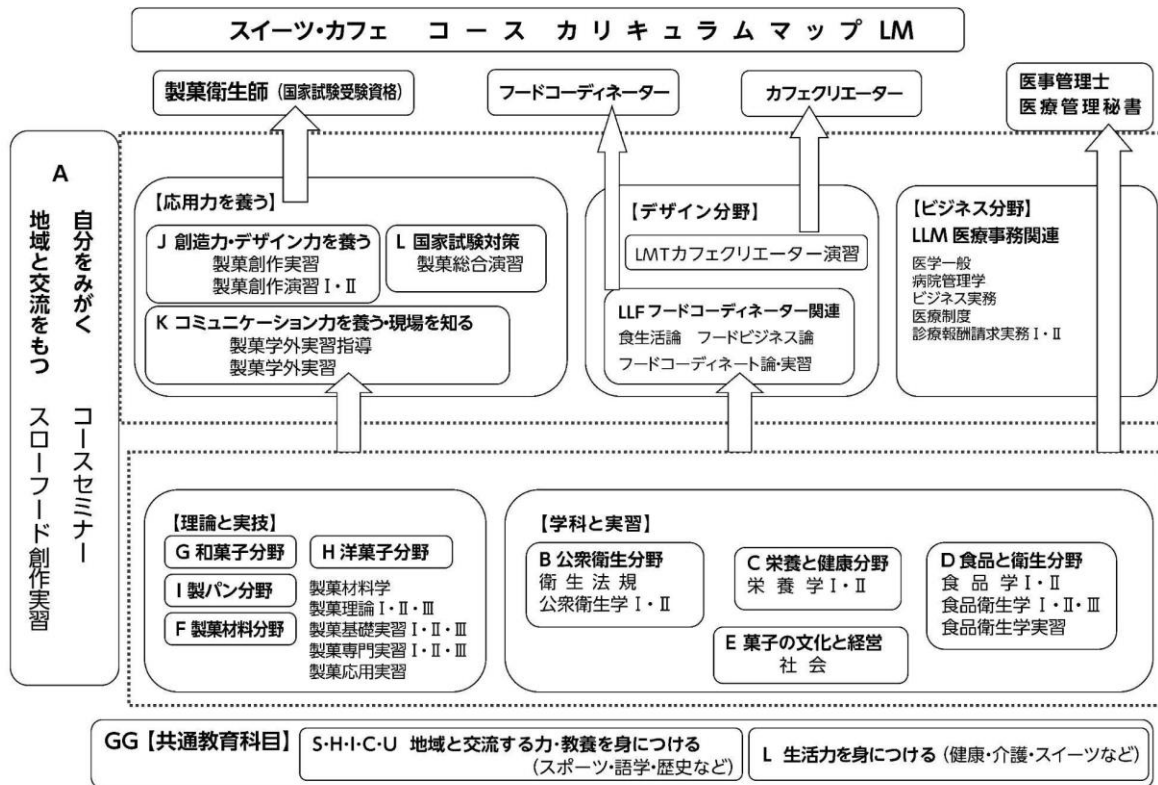 スイーツ・カフェ コース カリキュラムマップ LM
製菓衛生師(国家試験受験資格)
フードコーディネーター
カフェクリエーター
医事管理士
医療管理秘書
A
自分をみがく コースセミナー
地域と交流をもつ スローフード創作実習
【応用力を養う】
J 創造力・デザイン力を養う
製菓創作実習
製菓創作演習 I・II
L 国家試験対策
製菓総合演習
K コミュニケーション力を養う・現場を知る
製菓学外実習指導
製菓学外実習
【デザイン分野】
LMTカフェクリエーター演習
LLF フードコーディネーター関連
食生活論 フードビジネス論
フードコーディネート論・実習
【ビジネス分野】
LLM 医療事務関連
医学一般
病院管理学
ビジネス実務
医療制度
診療報酬請求実務 I・II
【理論と実技】
G 和菓子分野
H 洋菓子分野
I 製パン分野
F 製菓材料分野
製菓材料学
製菓理論 I・II・III
製菓基礎実習 I・II・III
製菓専門実習 I・II・III
製菓応用実習
【学科と実習】
B 公衆衛生分野
衛生法規
公衆衛生学 I・II
C 栄養と健康分野
栄養学 I・II
D 食品と衛生分野
食品学 I・II
食品衛生学 I・II・III
食品衛生学実習
E 菓子の文化と経営
社会
GG【共通教育科目】
S・H・I・C・U 地域と交流する力・教養を身につける
(スポーツ・語学・歴史など)
L 生活力を身につける(健康・介護・スイーツなど)